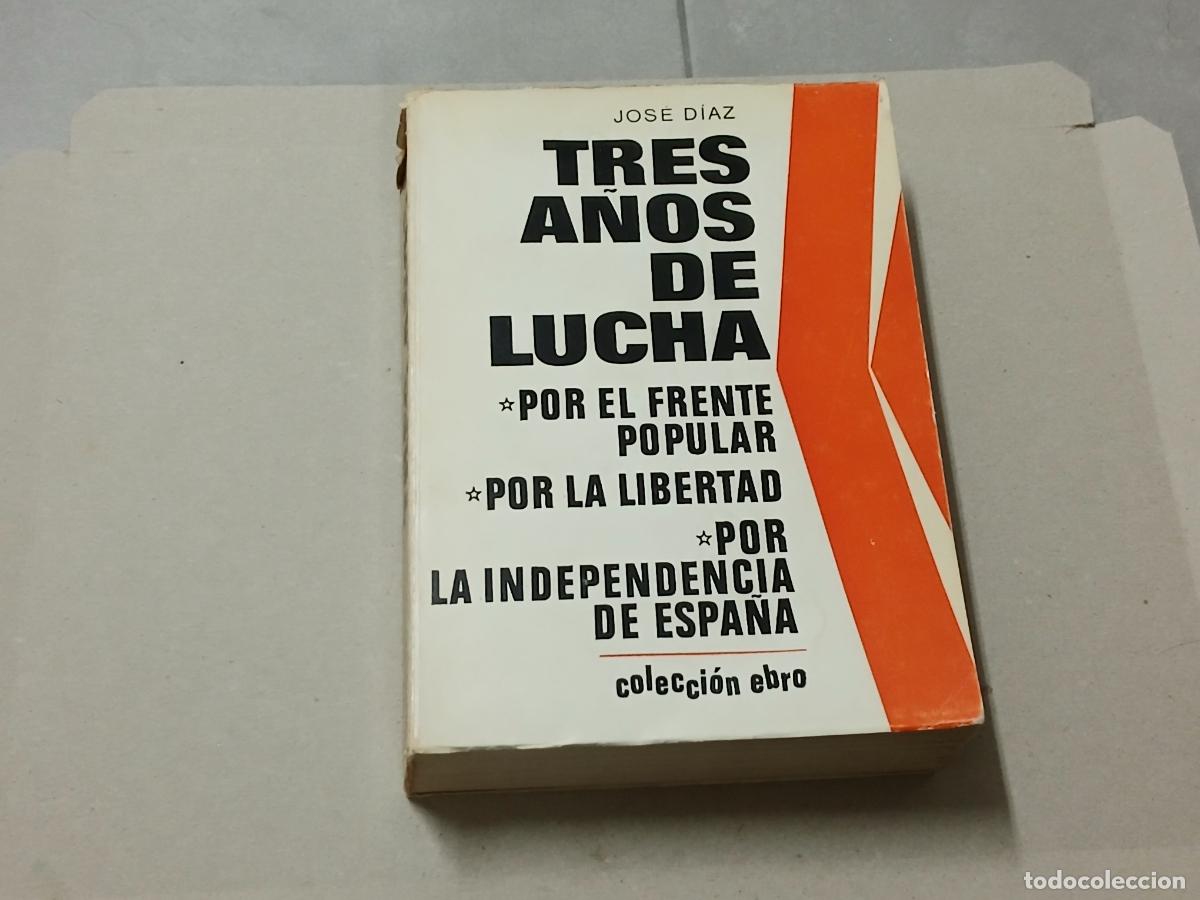 JOSÉ DÍAZ
TRES
AÑOS
DE
LUCHA
☆POR EL FRENTE
POPULAR
☆POR LA LIBERTAD
☆POR
LA INDEPENDENCIA
DE ESPAÑA
colección ebro
todocoleccion